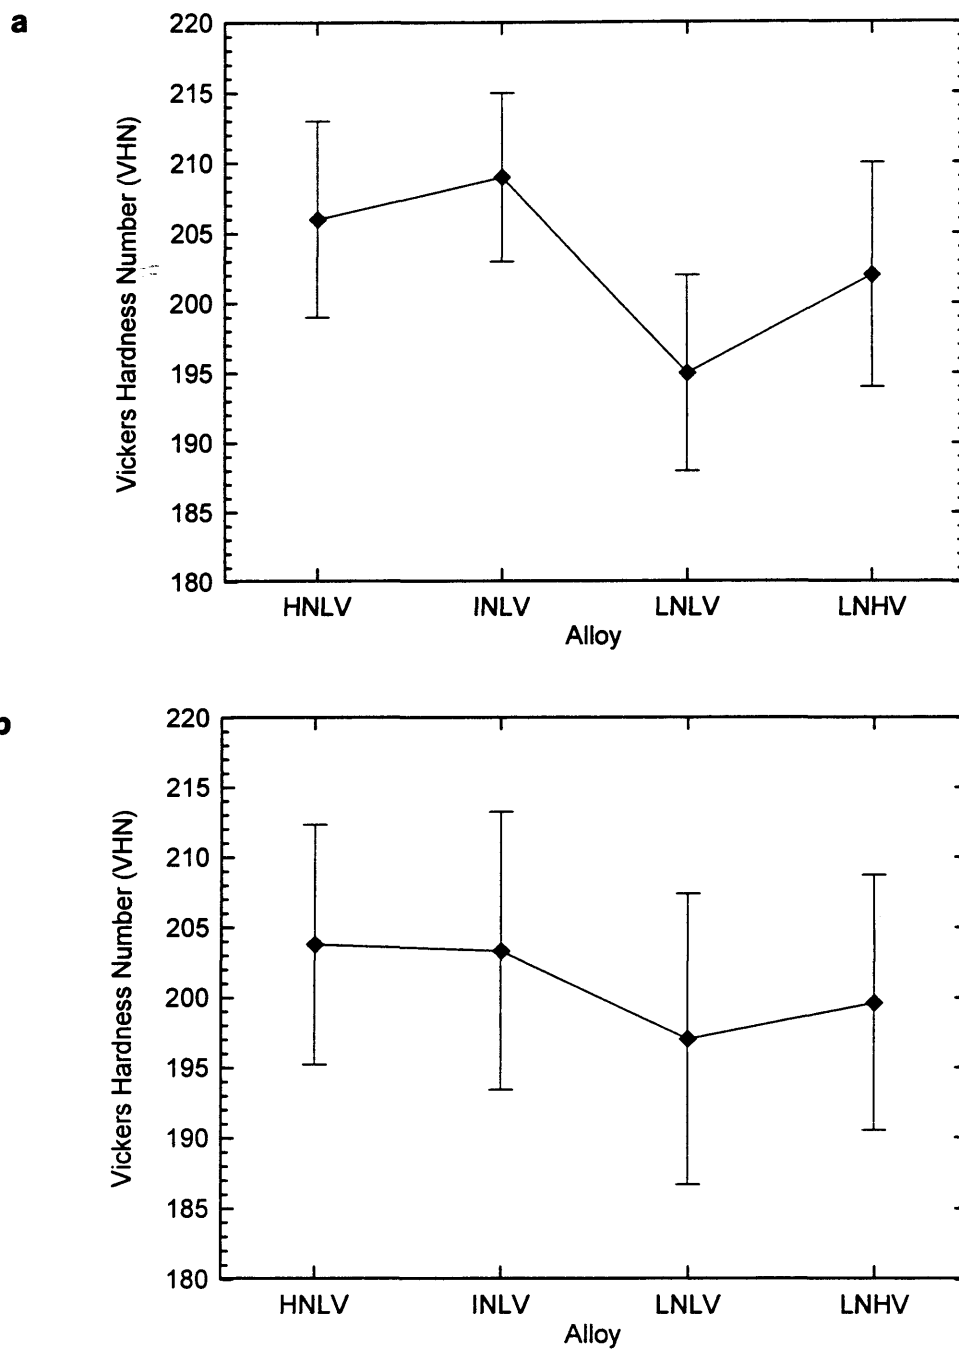 a
220
215
210
205
200
195
190
185
180
Vickers Hardness Number (VHN)
HNLV INLV LNLV LNHV
Alloy
b
220
215
210
205
200
195
190
185
180
Vickers Hardness Number (VHN)
HNLV INLV LNLV LNHV
Alloy